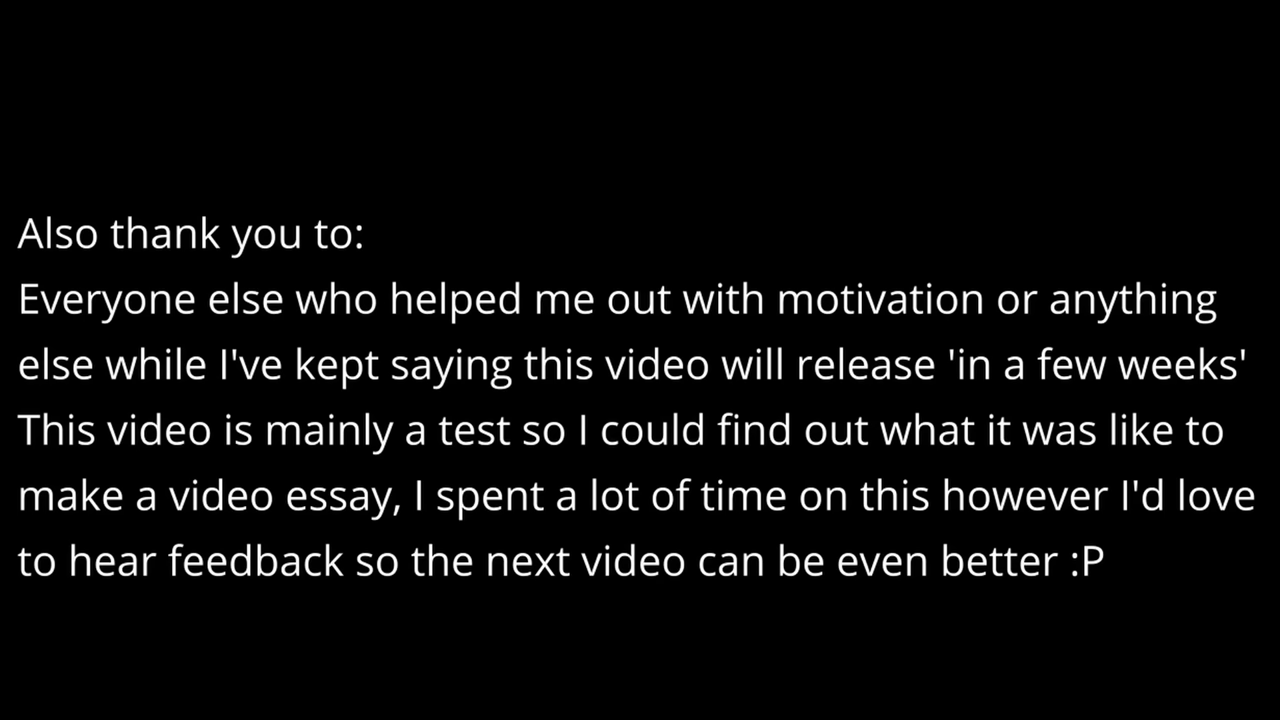 Also thank you to:
Everyone else who helped me out with motivation or anything
else while I've kept saying this video will release 'in a few weeks'
This video is mainly a test so I could find out what it was like to
make a video essay, I spent a lot of time on this however I'd love
to hear feedback so the next video can be even better :P